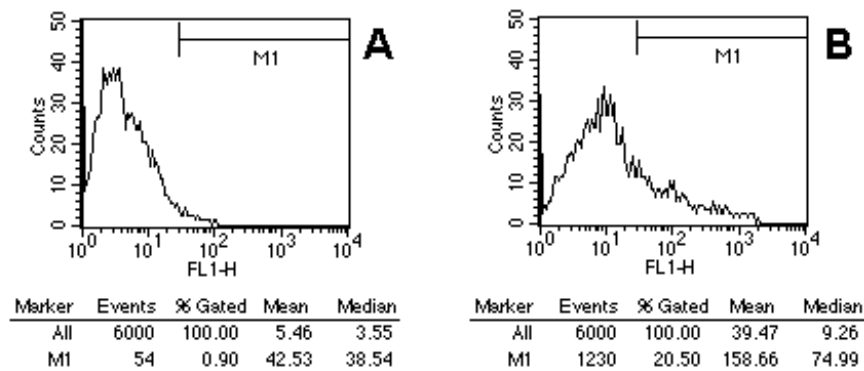 A
50
40
30
20
10
0
Counts
M1
10^0 10^1 10^2 10^3 10^4
FL1-H
Marker Events % Gated Mean Median
All 6000 100.00 5.46 3.55
M1 54 0.90 42.53 38.54
B
50
40
30
20
10
0
Counts
M1
10^0 10^1 10^2 10^3 10^4
FL1-H
Marker Events % Gated Mean Median
All 6000 100.00 39.47 9.26
M1 1230 20.50 158.66 74.99